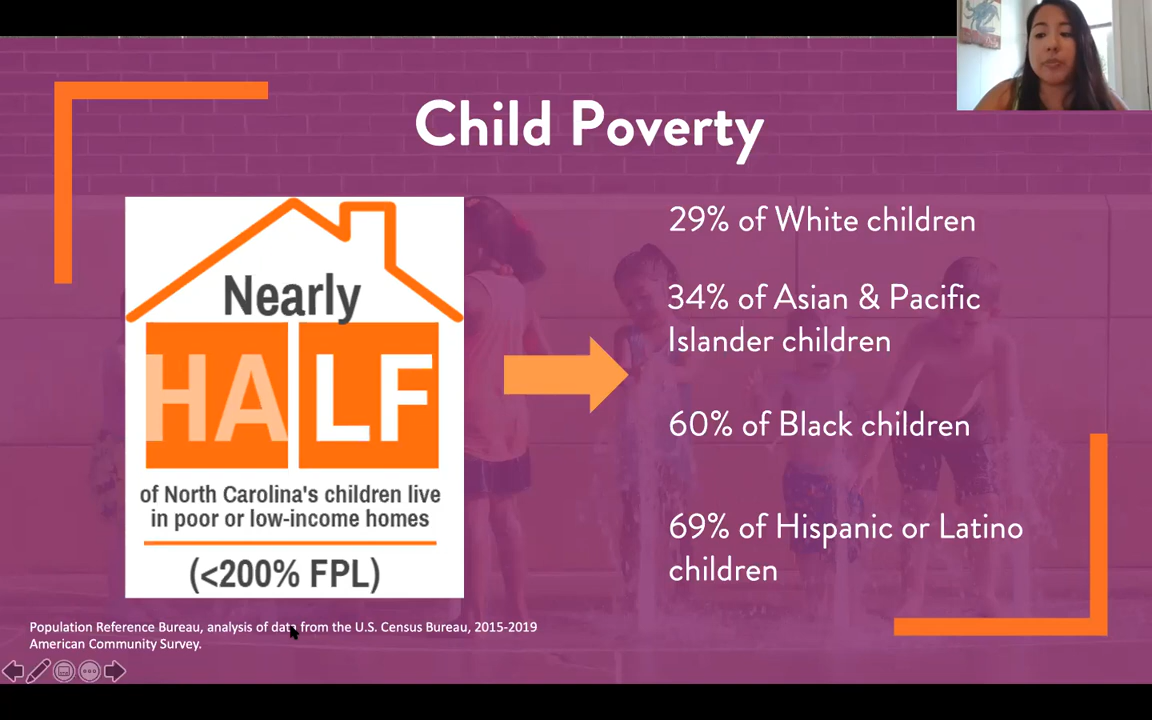 Child Poverty
Nearly
HALF
of North Carolina's children live
in poor or low-income homes
(<200% FPL)
29% of White children
34% of Asian & Pacific
Islander children
60% of Black children
69% of Hispanic or Latino
children
Population Reference Bureau, analysis of data from the U.S. Census Bureau, 2015-2019
American Community Survey.